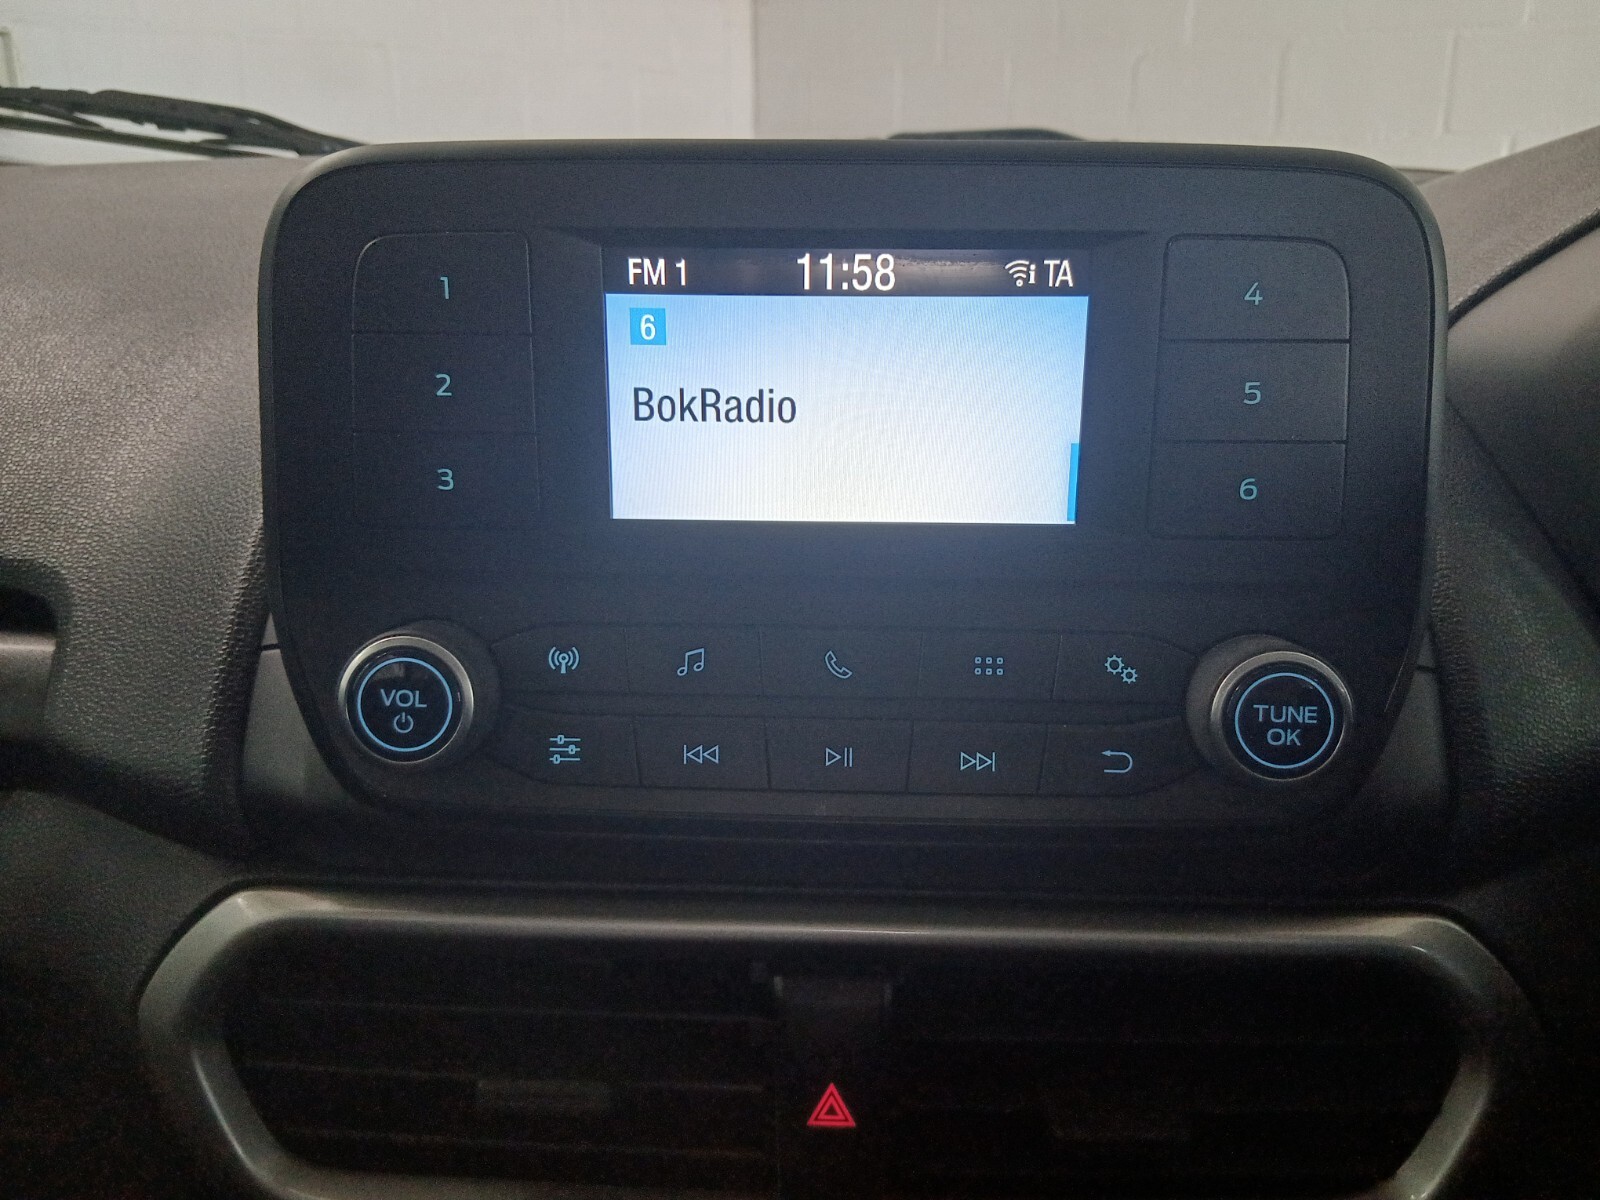 FM 1 11:58 TA
6
BokRadio
1
2
3
4
5
6
VOL
TUNE
OK